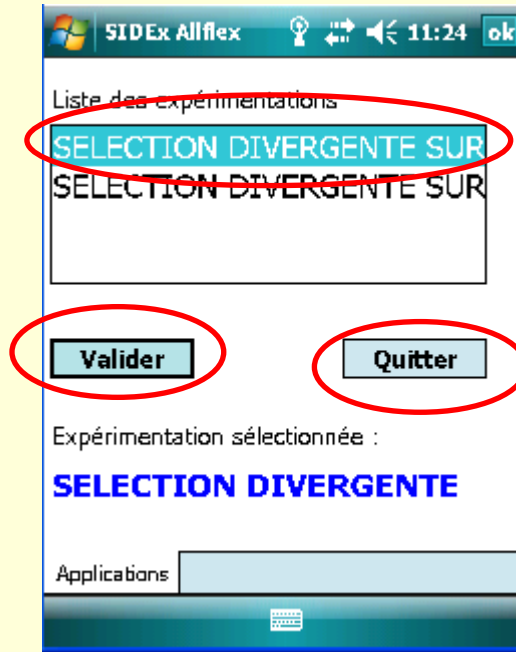 SIDEx Allflex 11:24 ok
Liste des expérimentations
SELECTION DIVERGENTE SUR
SELECTION DIVERGENTE SUR
Valider Quitter
Expérimentation sélectionnée :
SELECTION DIVERGENTE
Applications